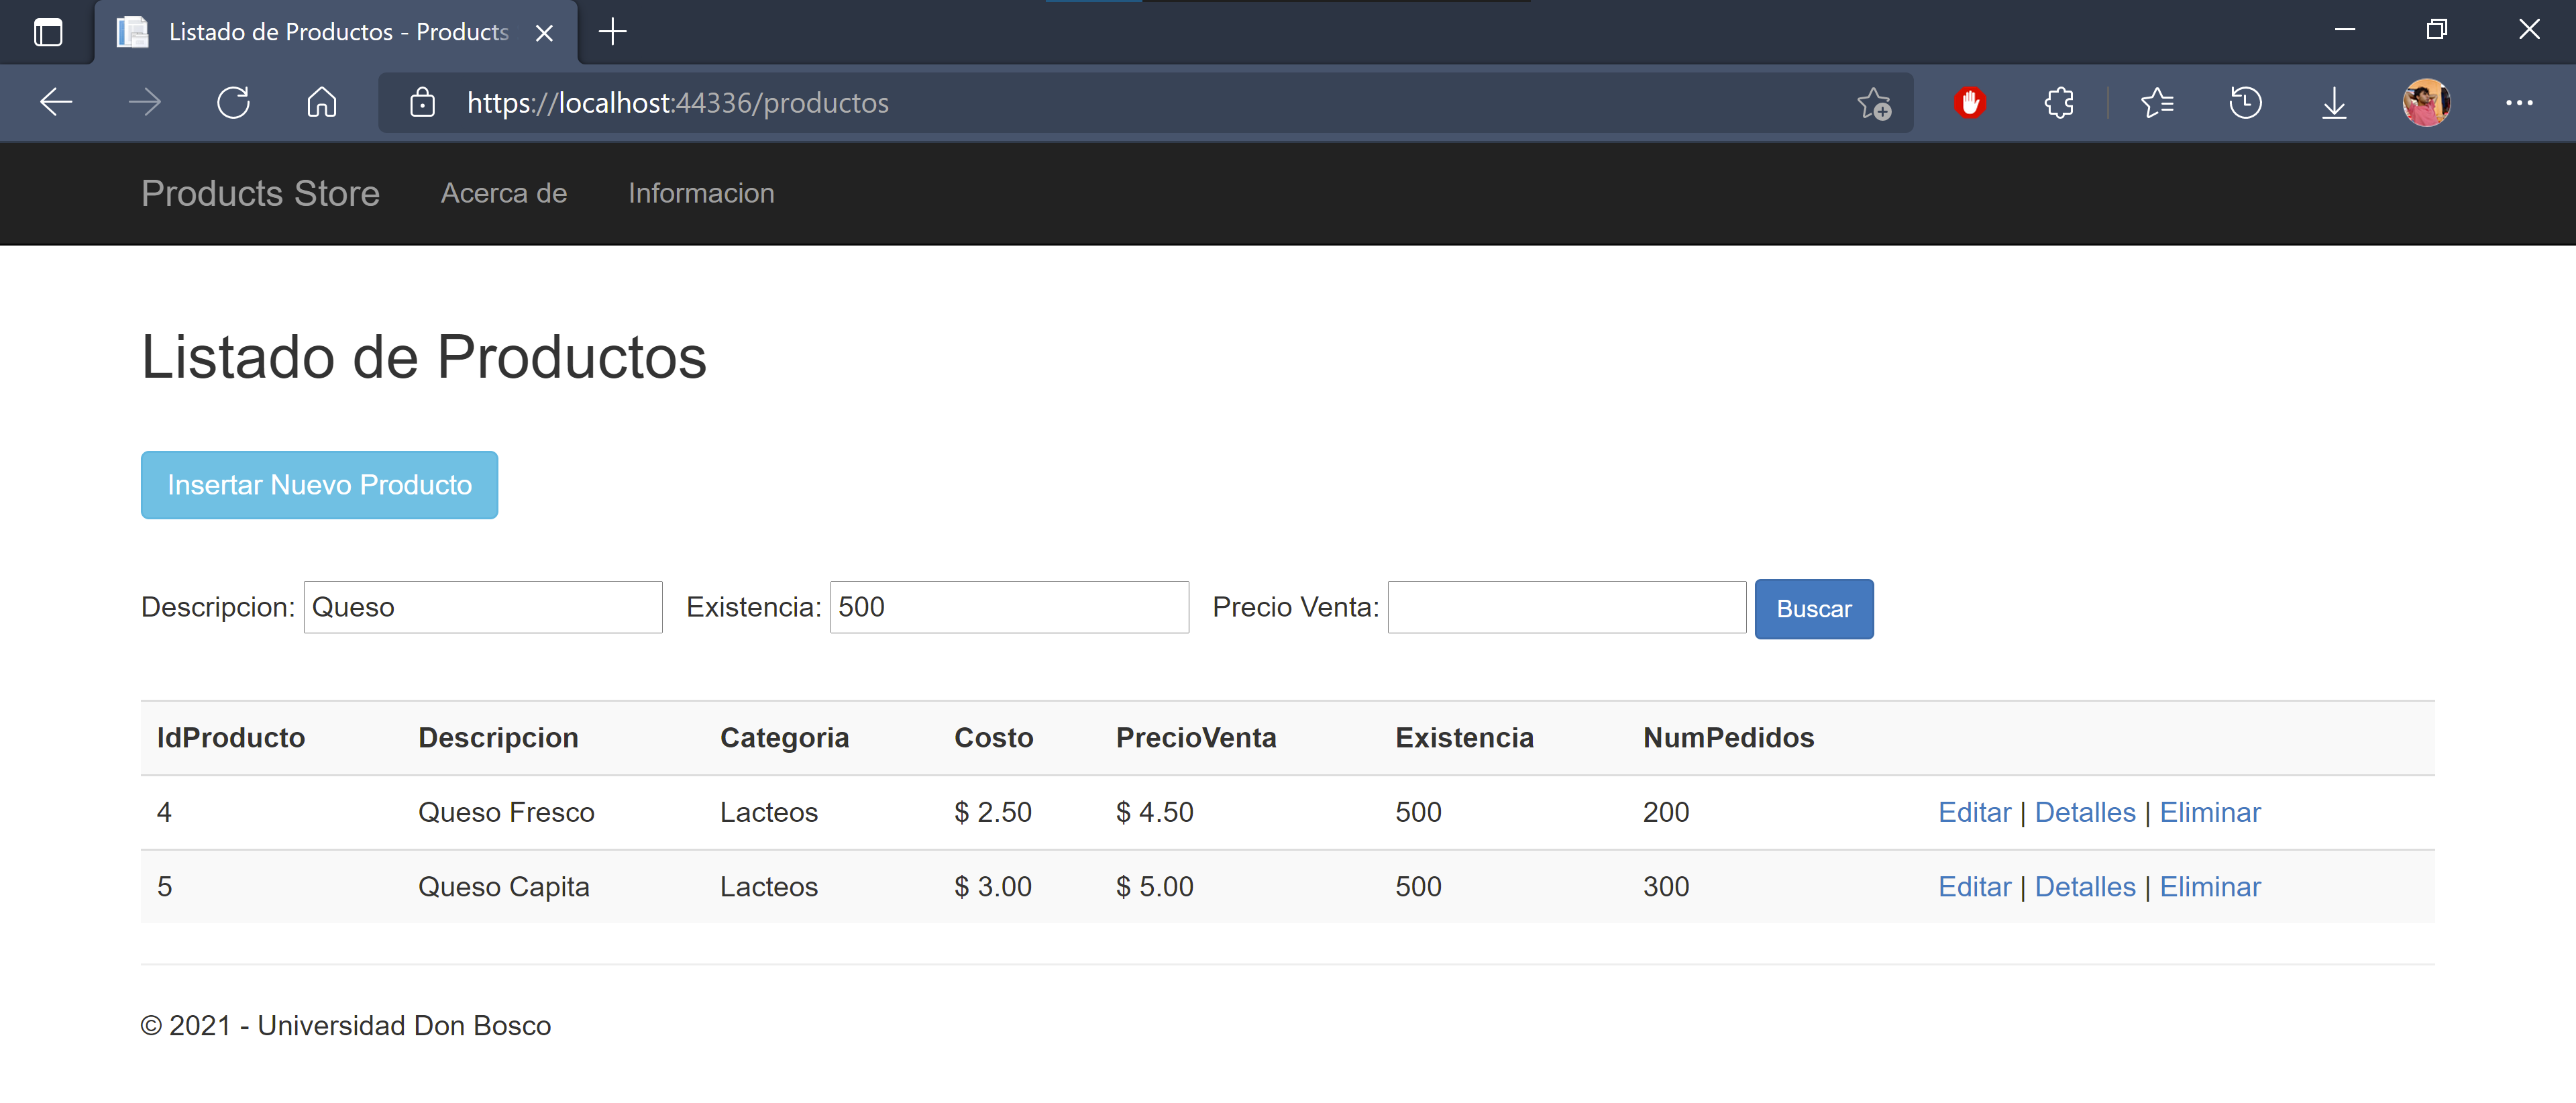 Listado de Productos - Products
https://localhost:44336/productos
Products Store Acerca de Informacion
Listado de Productos
Insertar Nuevo Producto
Descripcion: Queso Existencia: 500 Precio Venta: Buscar
IdProducto Descripcion Categoria Costo PrecioVenta Existencia NumPedidos
4 Queso Fresco Lacteos $ 2.50 $ 4.50 500 200 Editar | Detalles | Eliminar
5 Queso Capita Lacteos $ 3.00 $ 5.00 500 300 Editar | Detalles | Eliminar
© 2021 - Universidad Don Bosco